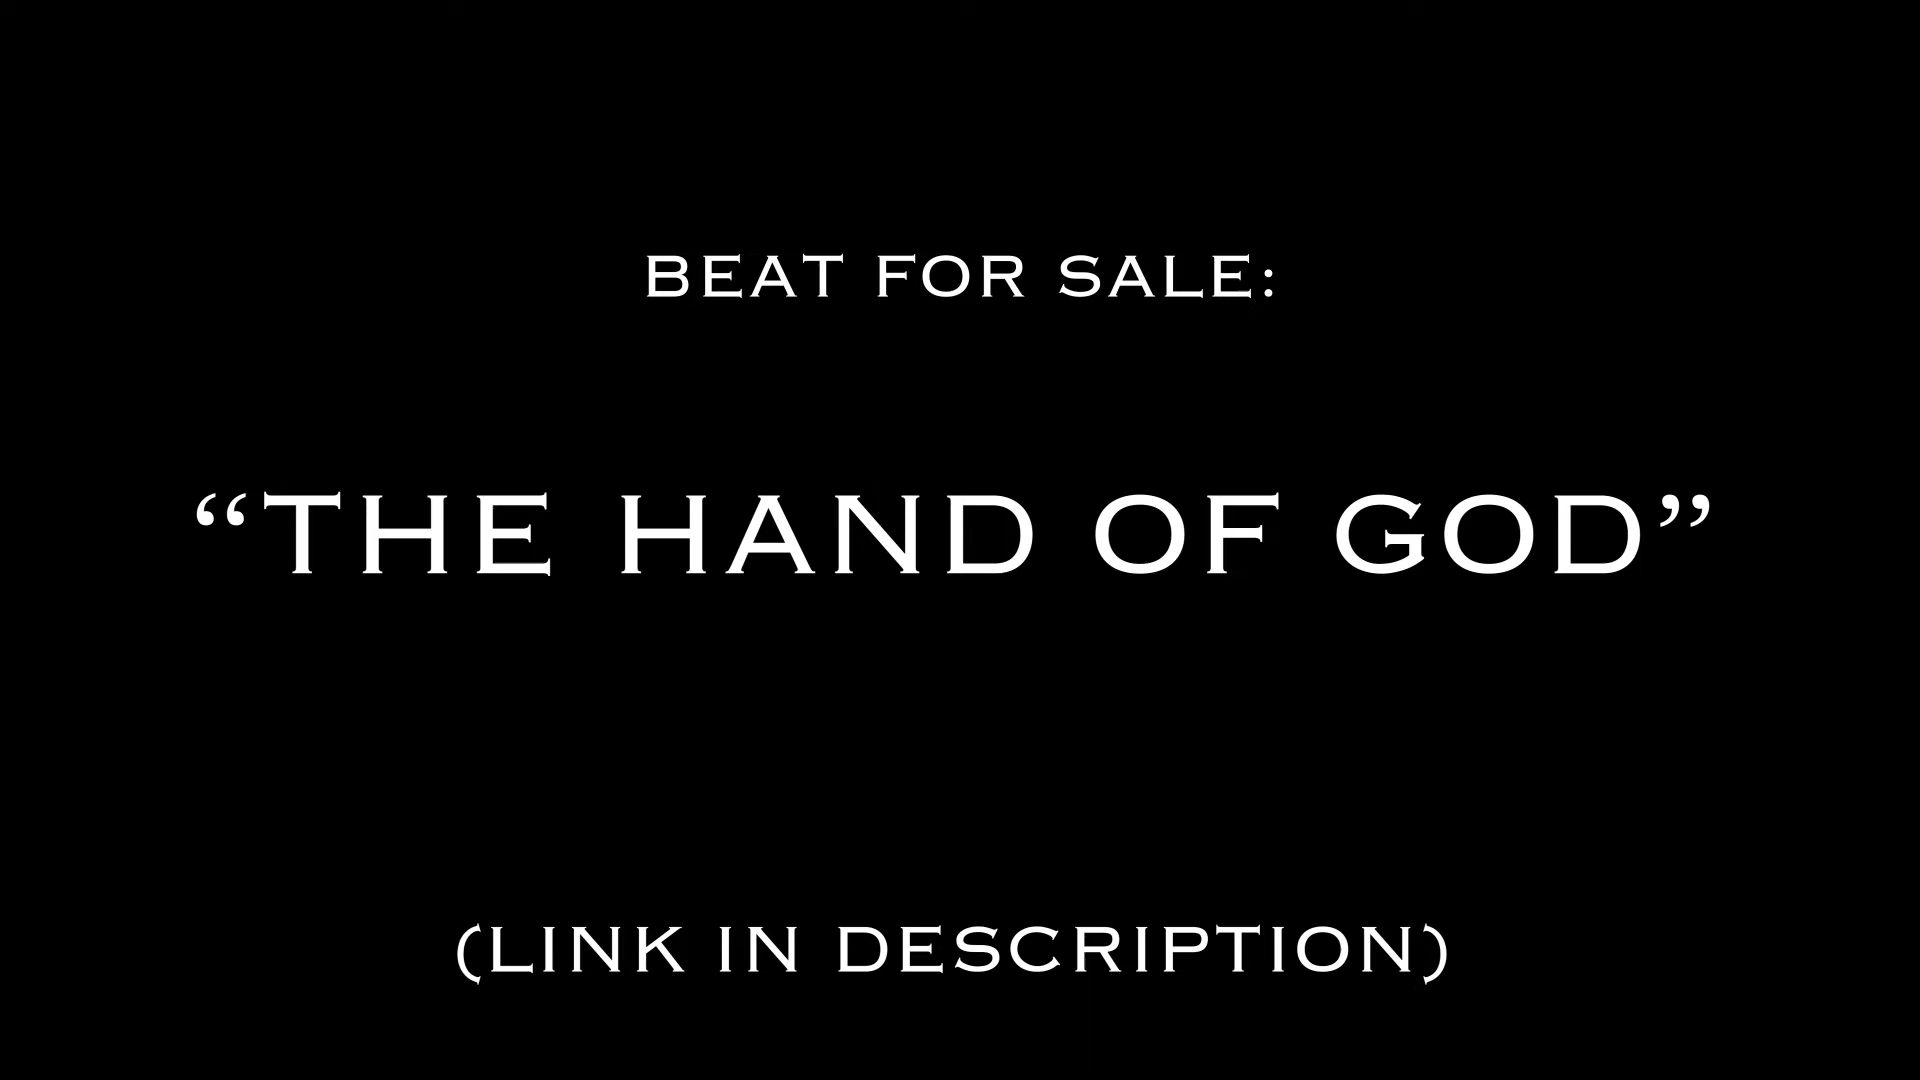 BEAT FOR SALE:
“THE HAND OF GOD”
(LINK IN DESCRIPTION)